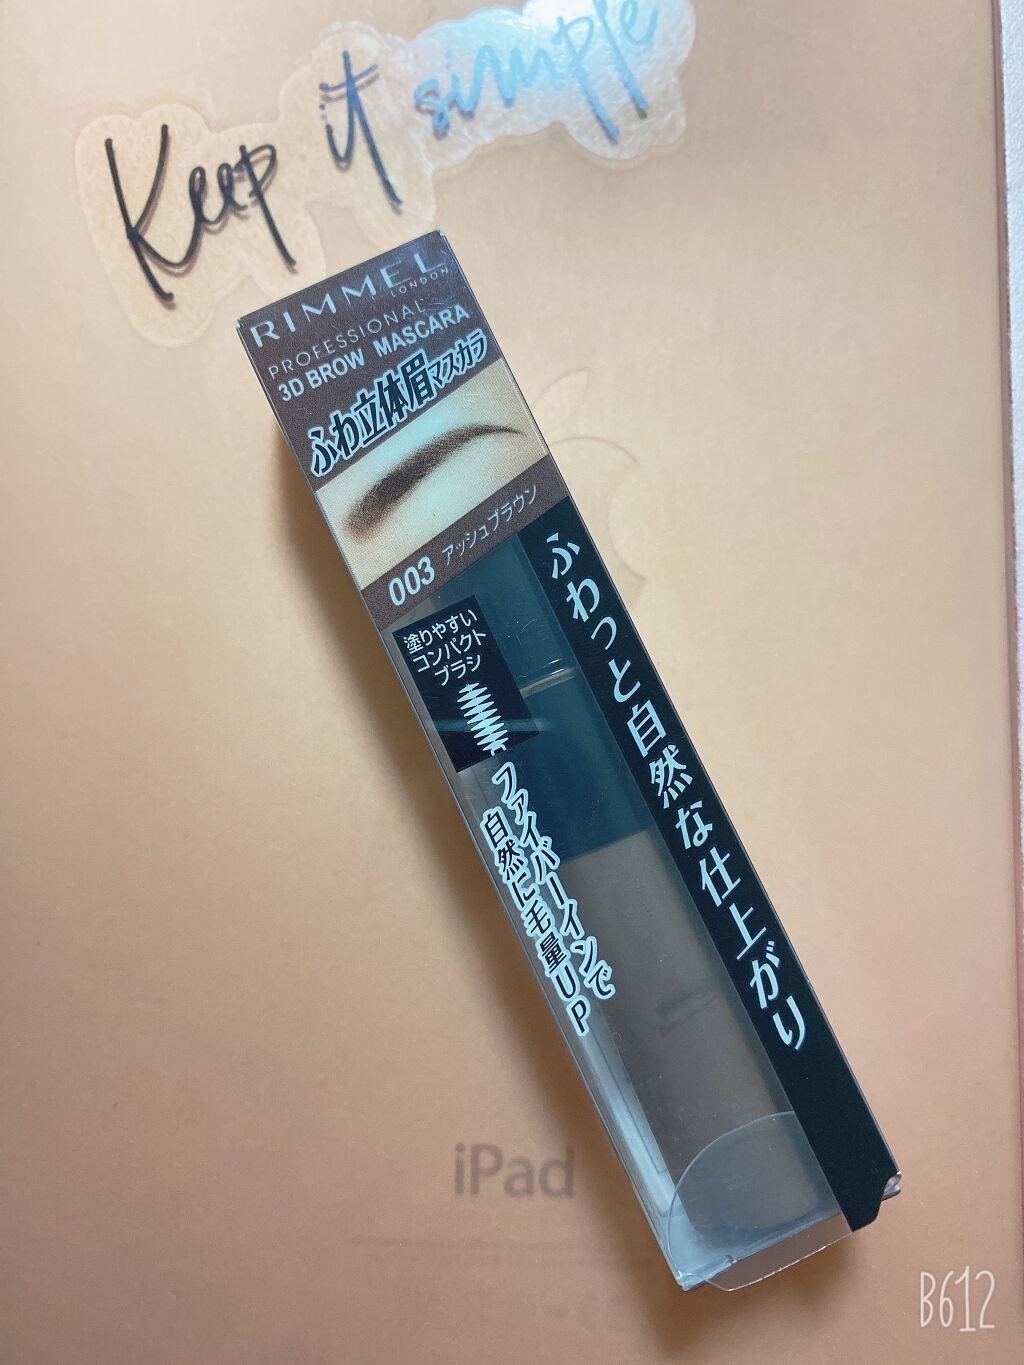 Keep it simple
RIMMEL
LONDON
PROFESSIONAL
3D BROW MASCARA
ふわ立体眉マスカラ
003 アッシュブラウン
塗りやすい
コンパクト
ブラシ
ファイバーインで
自然に毛量UP
ふわっと自然な仕上がり
iPad
B612